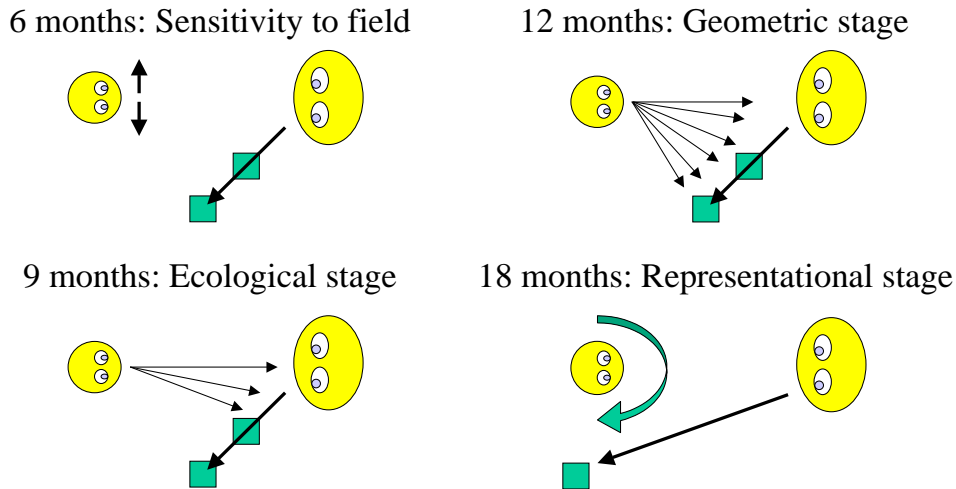 6 months: Sensitivity to field
12 months: Geometric stage
9 months: Ecological stage
18 months: Representational stage